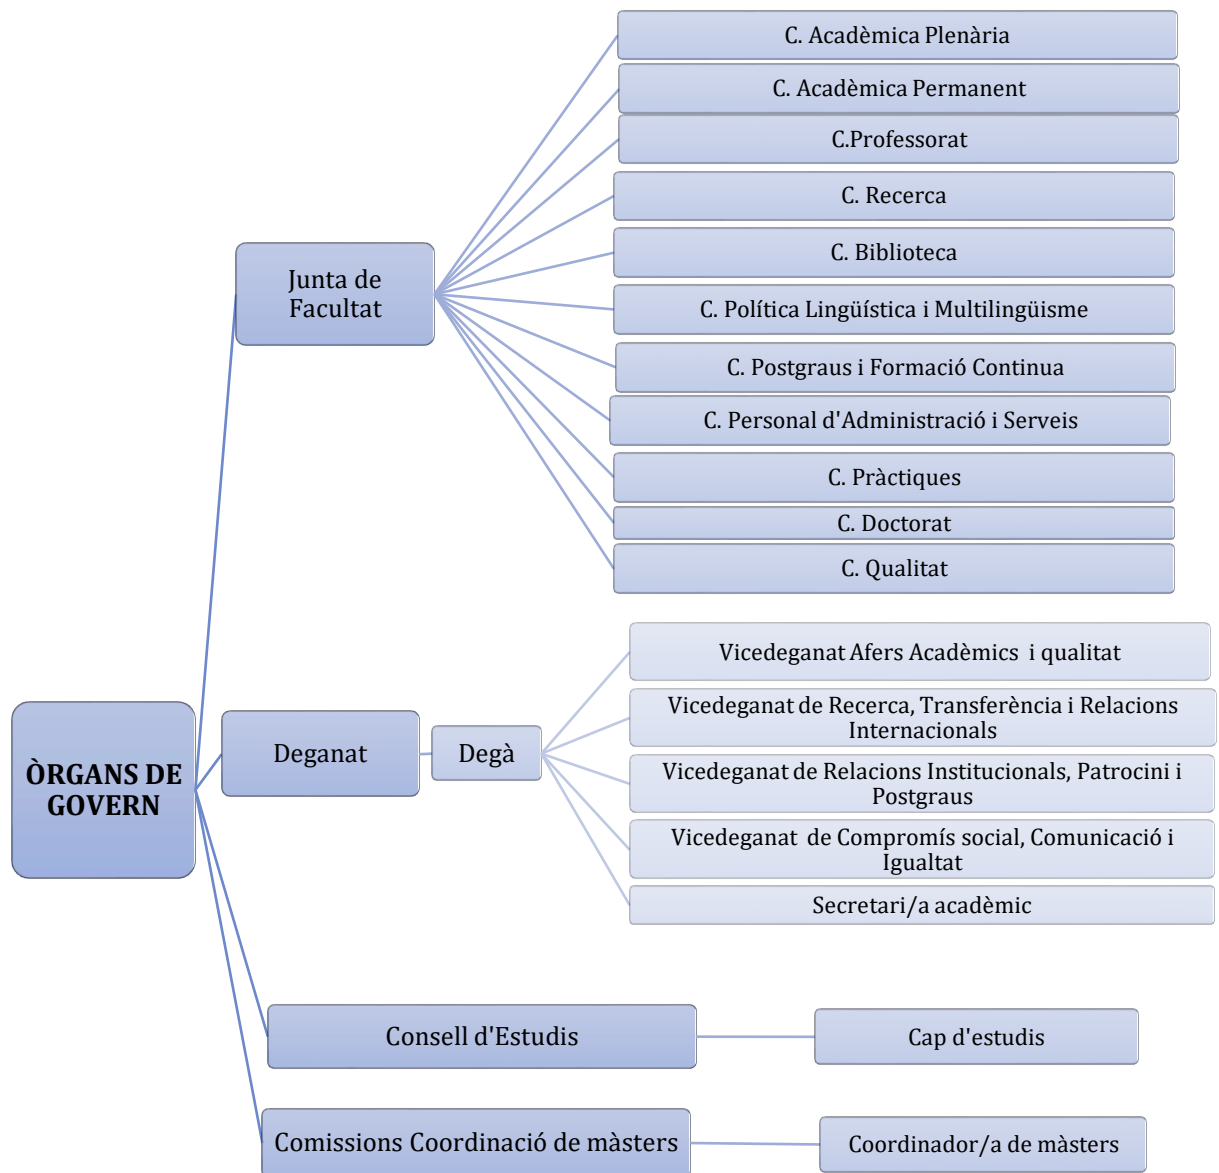 C. Acadèmica Plenària
C. Acadèmica Permanent
C.Professorat
C. Recerca
C. Biblioteca
C. Política Lingüística i Multilingüisme
C. Postgraus i Formació Continua
C. Personal d'Administració i Serveis
C. Pràctiques
C. Doctorat
C. Qualitat
Junta de
Facultat
ÒRGANS DE
GOVERN
Deganat
Degà
Vicedeganat Afers Acadèmics i qualitat
Vicedeganat de Recerca, Transferència i Relacions
Internacionals
Vicedeganat de Relacions Institucionals, Patrocini i
Postgraus
Vicedeganat de Compromís social, Comunicació i
Igualtat
Secretari/a acadèmic
Consell d'Estudis
Cap d'estudis
Comissions Coordinació de màsters
Coordinador/a de màsters